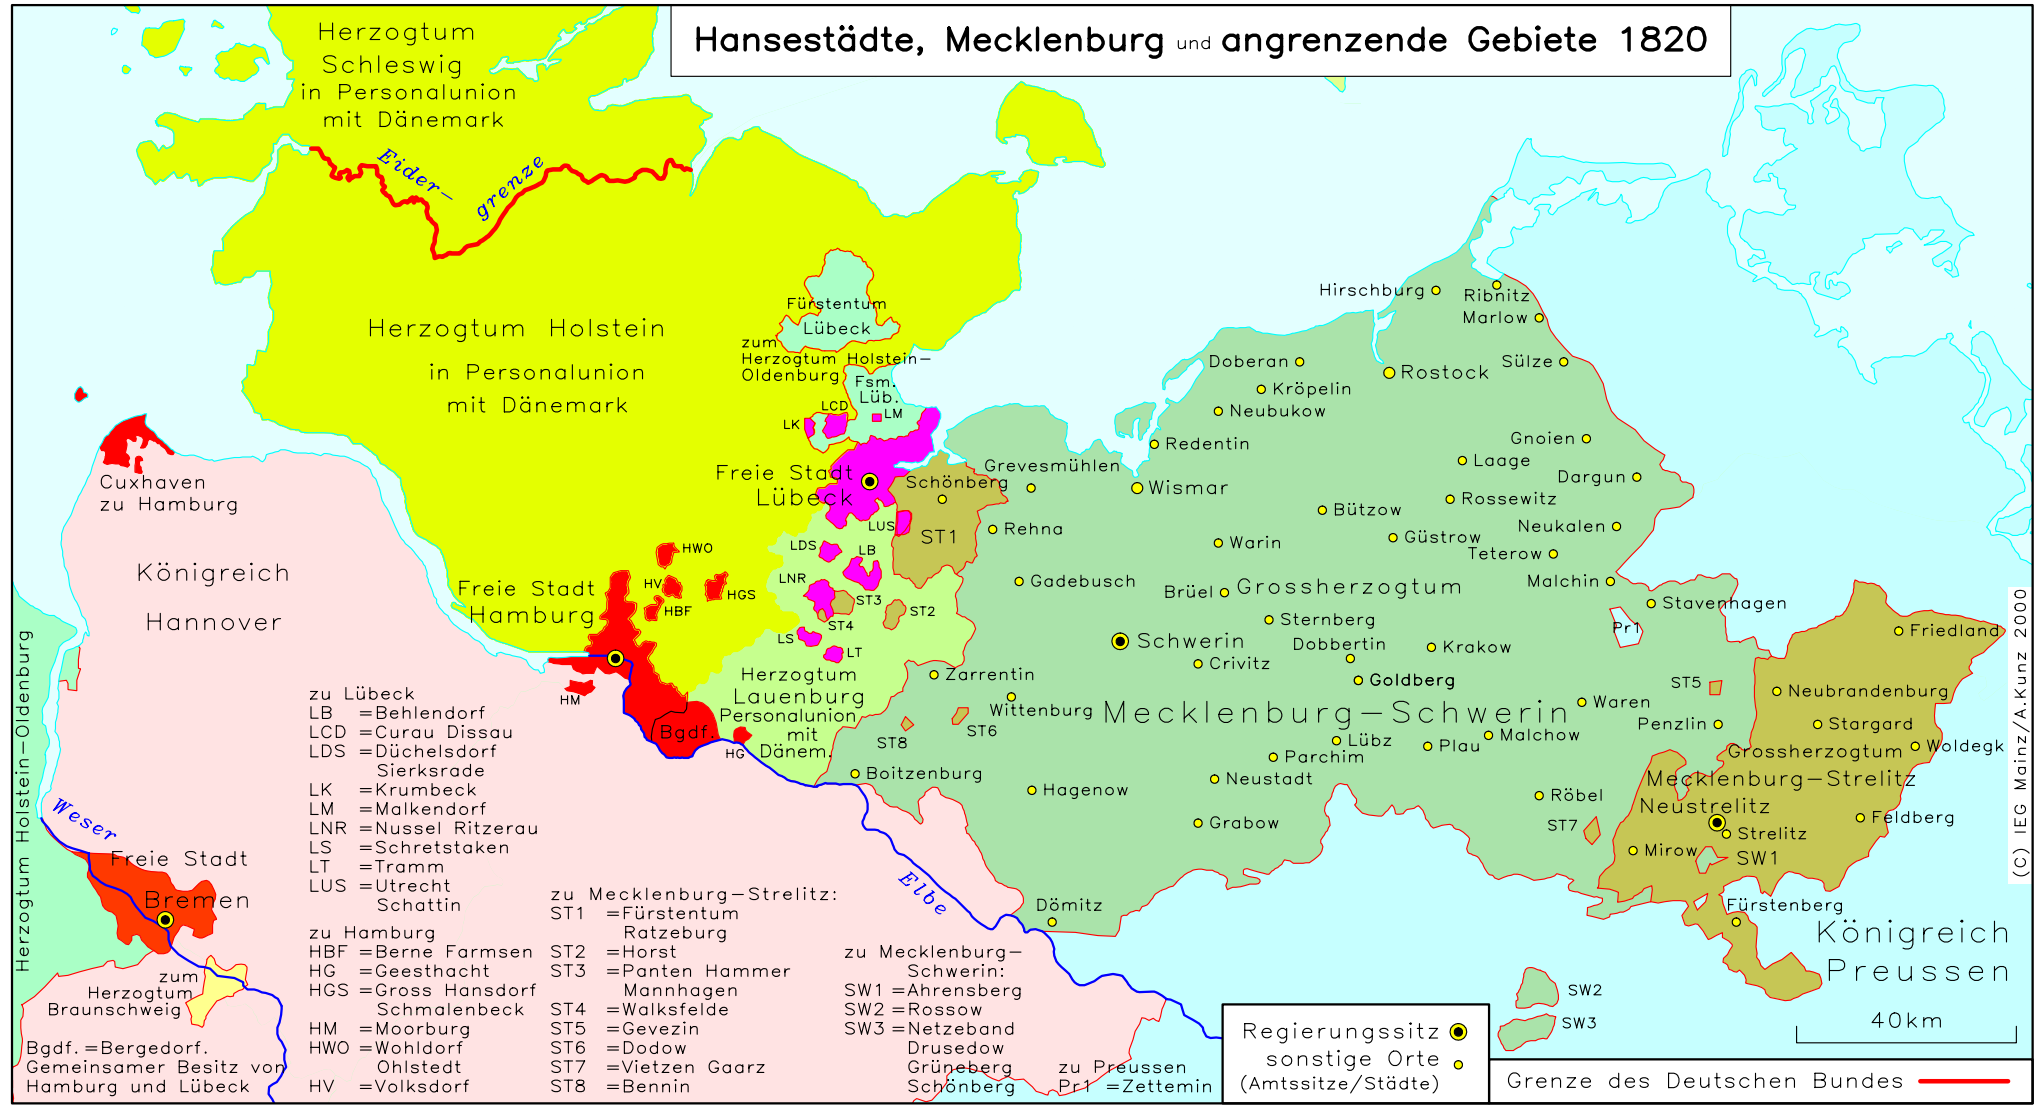 Hansestädte, Mecklenburg und angrenzende Gebiete 1820
Herzogtum
Schleswig
in Personalunion
mit Dänemark
Eider-
grenze
Herzogtum Holstein
in Personalunion
mit Dänemark
Fürstentum
Lübeck
zum
Herzogtum Holstein-
Oldenburg
Fsm.
Lüb.
LCD
LM
LK
Freie Stadt
Lübeck
Cuxhaven
zu Hamburg
Königreich
Hannover
Freie Stadt
Hamburg
HWO
HV
HGS
HBF
HM
Bgdf.
HG
LUS
LDS
LB
LNR
ST3
ST2
ST4
LS
LT
Herzogtum
Lauenburg
Personalunion
mit
Dänem.
Schönberg
ST1
Grevesmühlen
Rehna
Gadebusch
Wismar
Redentin
Neubukow
Kröpelin
Doberan
Rostock
Hirschburg
Ribnitz
Marlow
Sülze
Gnoien
Laage
Dargun
Rossewitz
Bützow
Neukalen
Güstrow
Teterow
Warin
Malchin
Brüel
Grossherzogtum
Stavenhagen
Sternberg
Pr1
Schwerin
Dobbertin
Krakow
Crivitz
Goldberg
Zarrentin
Wittenburg
Mecklenburg-Schwerin
Waren
ST5
Penzlin
ST8
ST6
Lübz
Plau
Malchow
Parchim
Boitzenburg
Neustadt
Hagenow
Röbel
Grabow
ST7
Dömitz
Friedland
Neubrandenburg
Stargard
Grossherzogtum
Woldegk
Mecklenburg-Strelitz
Neustrelitz
Strelitz
Feldberg
Mirow
SW1
Fürstenberg
Königreich
Preussen
SW2
SW3
40km
Herzogtum Holstein-Oldenburg
Weser
Elbe
Freie Stadt
Bremen
zum
Herzogtum
Braunschweig
Bgdf.=Bergedorf.
Gemeinsamer Besitz von
Hamburg und Lübeck
zu Lübeck
LB =Behlendorf
LCD =Curau Dissau
LDS =Düchelsdorf
Sierksrade
LK =Krumbeck
LM =Malkendorf
LNR =Nussel Ritzerau
LS =Schretstaken
LT =Tramm
LUS =Utrecht
Schattin
zu Hamburg
HBF =Berne Farmsen
HG =Geesthacht
HGS =Gross Hansdorf
Schmalenbeck
HM =Moorburg
HWO =Wohldorf
Ohlstedt
HV =Volksdorf
zu Mecklenburg-Strelitz:
ST1 =Fürstentum
Ratzeburg
ST2 =Horst
ST3 =Panten Hammer
Mannhagen
ST4 =Walksfelde
ST5 =Gevezin
ST6 =Dodow
ST7 =Vietzen Gaarz
ST8 =Bennin
zu Mecklenburg-
Schwerin:
SW1 =Ahrensberg
SW2 =Rossow
SW3 =Netzeband
Drusedow
Grüneberg
Schönberg
zu Preussen
Pr1 =Zettemin
Regierungssitz
sonstige Orte
(Amtssitze/Städte)
Grenze des Deutschen Bundes
(C) IEG Mainz/A.Kunz 2000